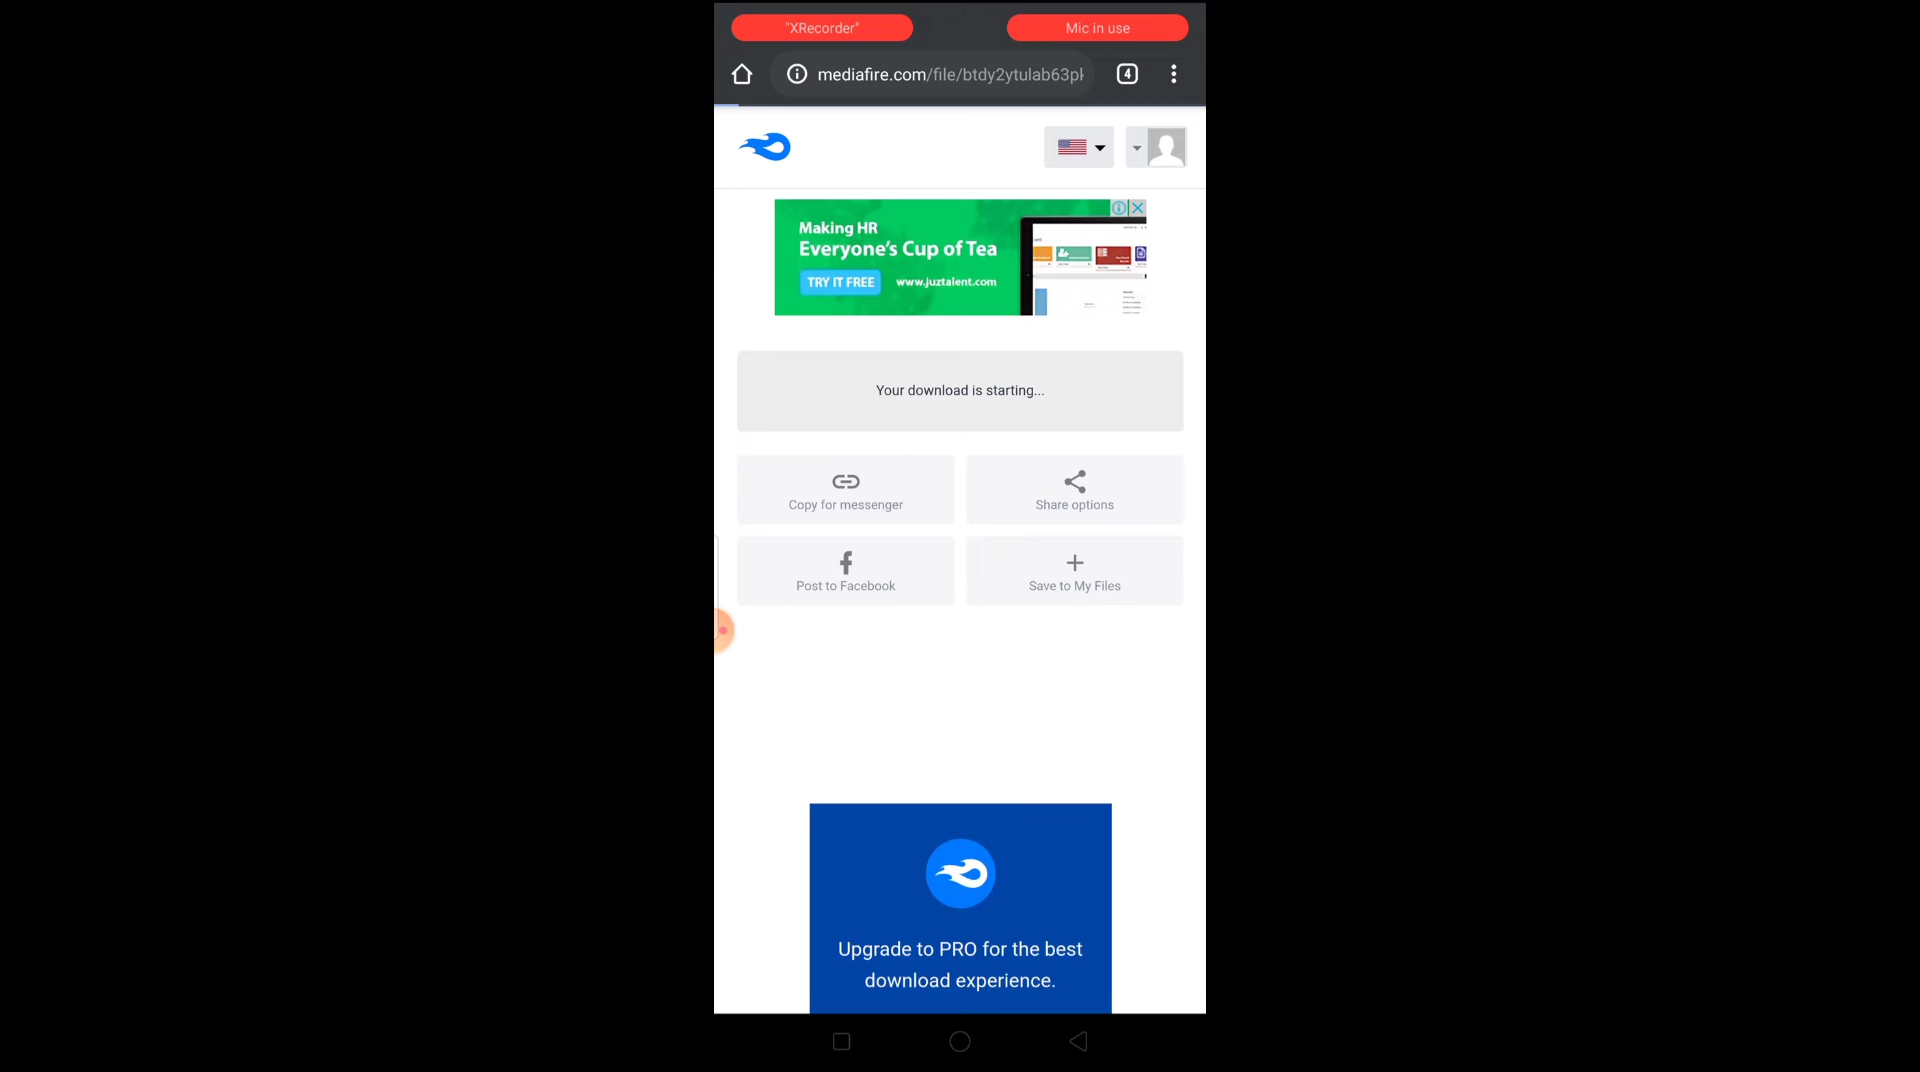 "XRecorder"
Mic in use
mediafire.com/file/btdy2ytulab63pk
4
Making HR
Everyone's Cup of Tea
TRY IT FREE
www.juztalent.com
Your download is starting...
Copy for messenger
Share options
Post to Facebook
Save to My Files
Upgrade to PRO for the best
download experience.